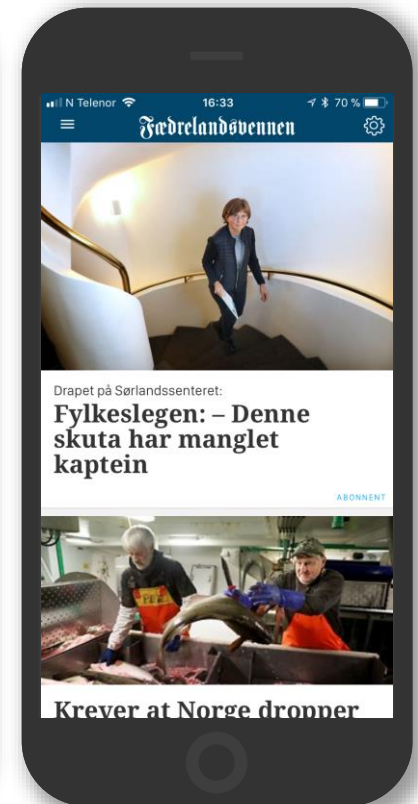 N Telenor 16:33 70 %
Fædrelandsvennen
Drapet på Sørlandssenteret:
Fylkeslegen: – Denne
skuta har manglet
kaptein
ABONNENT
Krever at Norge dropper